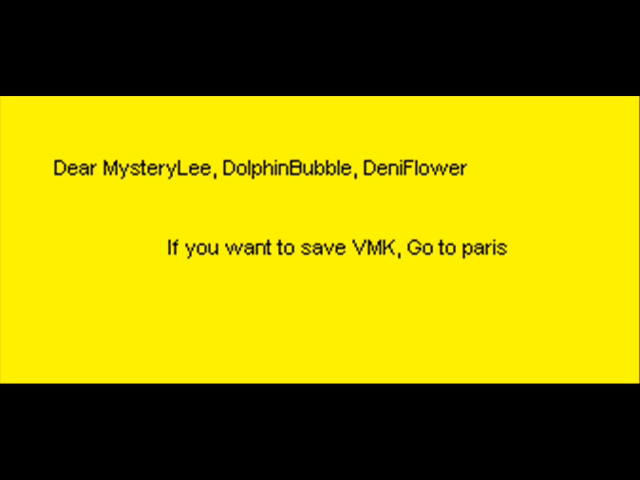 Dear MysteryLee, DolphinBubble, DeniFlower
If you want to save VMK, Go to paris